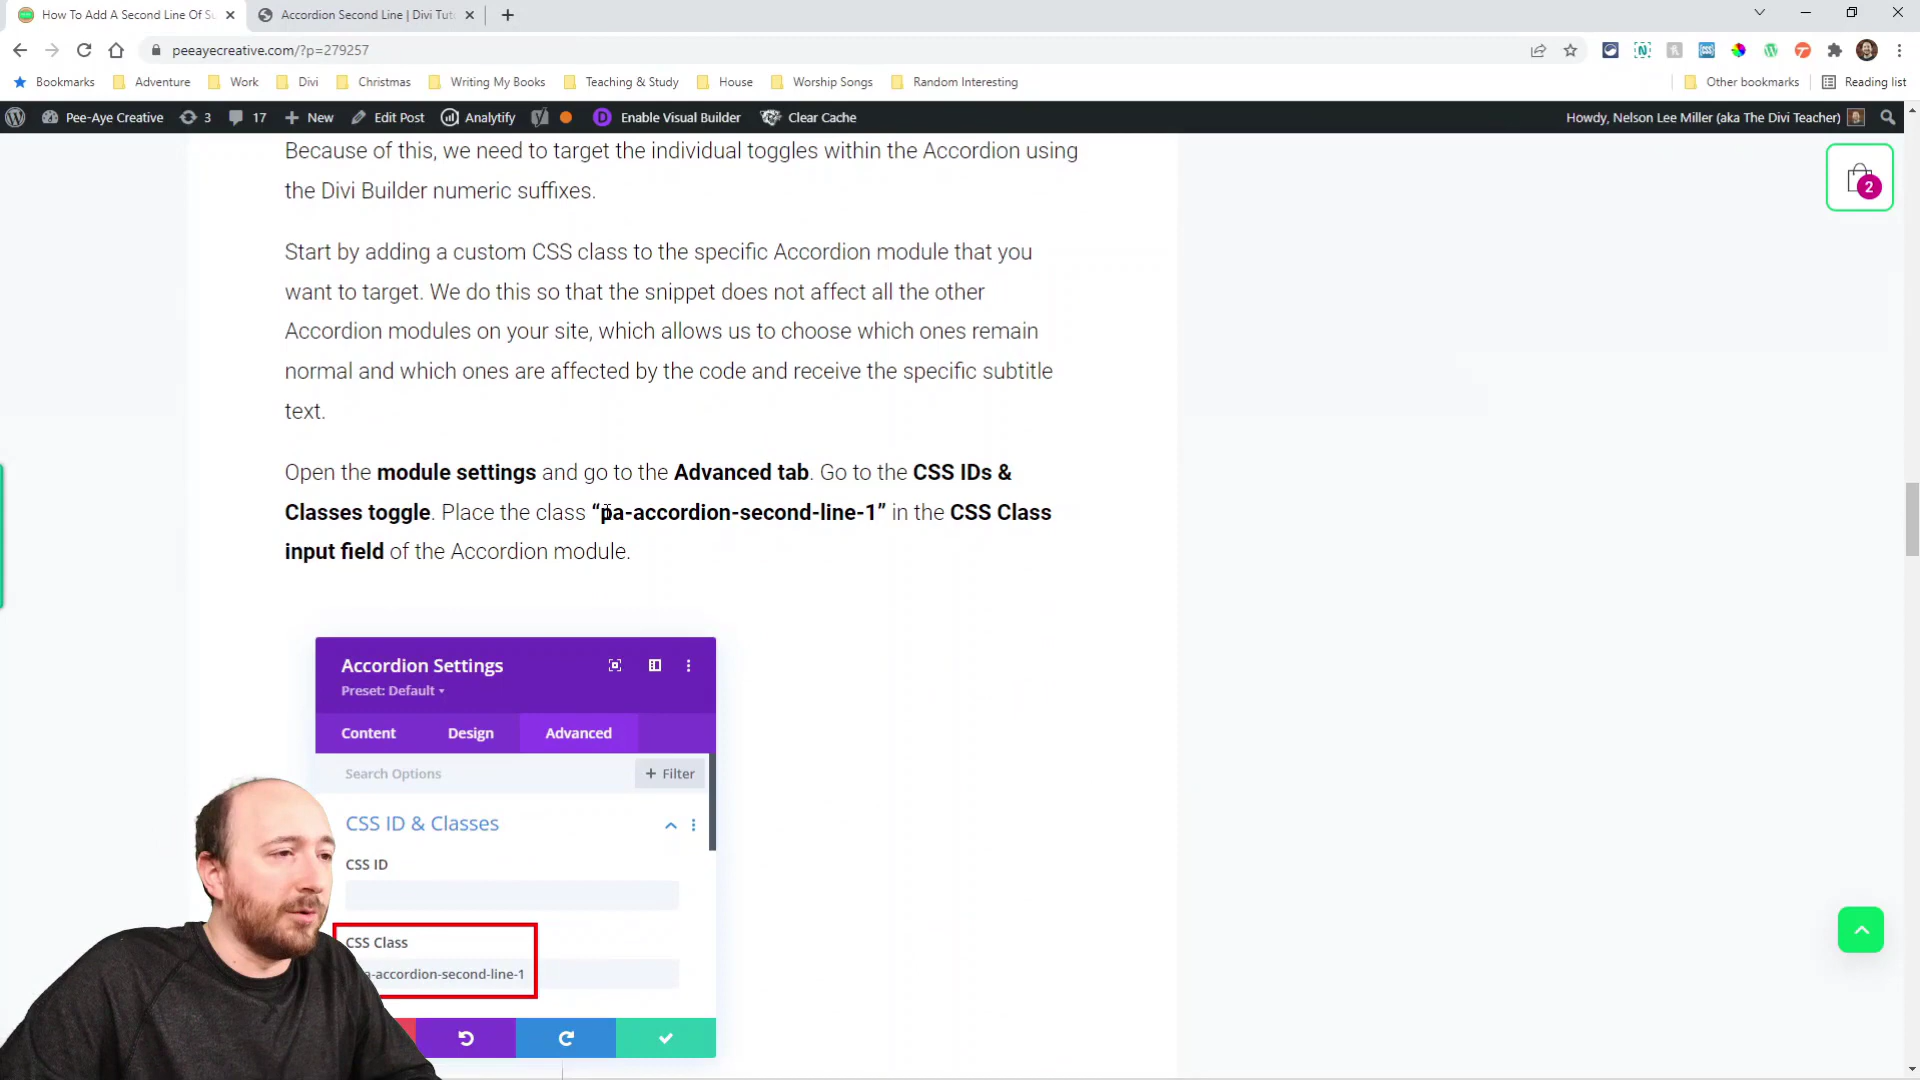 How To Add A Second Line Of Su
Accordion Second Line | Divi Tut
peeayecreative.com/?p=279257
Bookmarks
Adventure
Work
Divi
Christmas
Writing My Books
Teaching & Study
House
Worship Songs
Random Interesting
Other bookmarks
Reading list
Pee-Aye Creative
3
17
New
Edit Post
Analytify
Enable Visual Builder
Clear Cache
Howdy, Nelson Lee Miller (aka The Divi Teacher)
2
Because of this, we need to target the individual toggles within the Accordion using
the Divi Builder numeric suffixes.
Start by adding a custom CSS class to the specific Accordion module that you
want to target. We do this so that the snippet does not affect all the other
Accordion modules on your site, which allows us to choose which ones remain
normal and which ones are affected by the code and receive the specific subtitle
text.
Open the module settings and go to the Advanced tab. Go to the CSS IDs &
Classes toggle. Place the class “pa-accordion-second-line-1” in the CSS Class
input field of the Accordion module.
Accordion Settings
Preset: Default
Content
Design
Advanced
Search Options
+ Filter
CSS ID & Classes
CSS ID
CSS Class
a-accordion-second-line-1